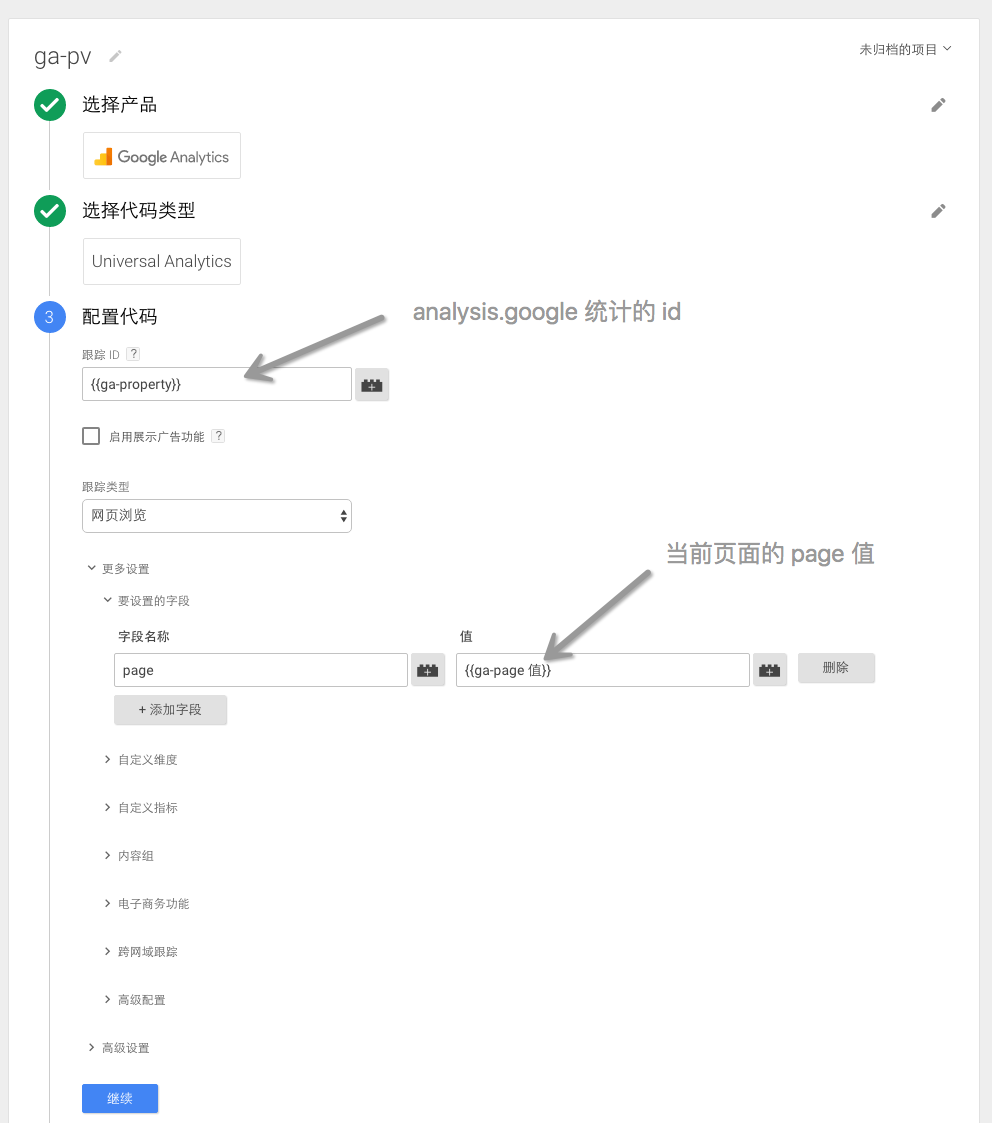 ga-pv
未归档的项目
选择产品
Google Analytics
选择代码类型
Universal Analytics
3 配置代码
analysis.google 统计的 id
跟踪 ID ?
{{ga-property}}
启用展示广告功能 ?
跟踪类型
网页浏览
当前页面的 page 值
更多设置
要设置的字段
字段名称 值
page {{ga-page 值}} 删除
+ 添加字段
自定义维度
自定义指标
内容组
电子商务功能
跨网域跟踪
高级配置
高级设置
继续